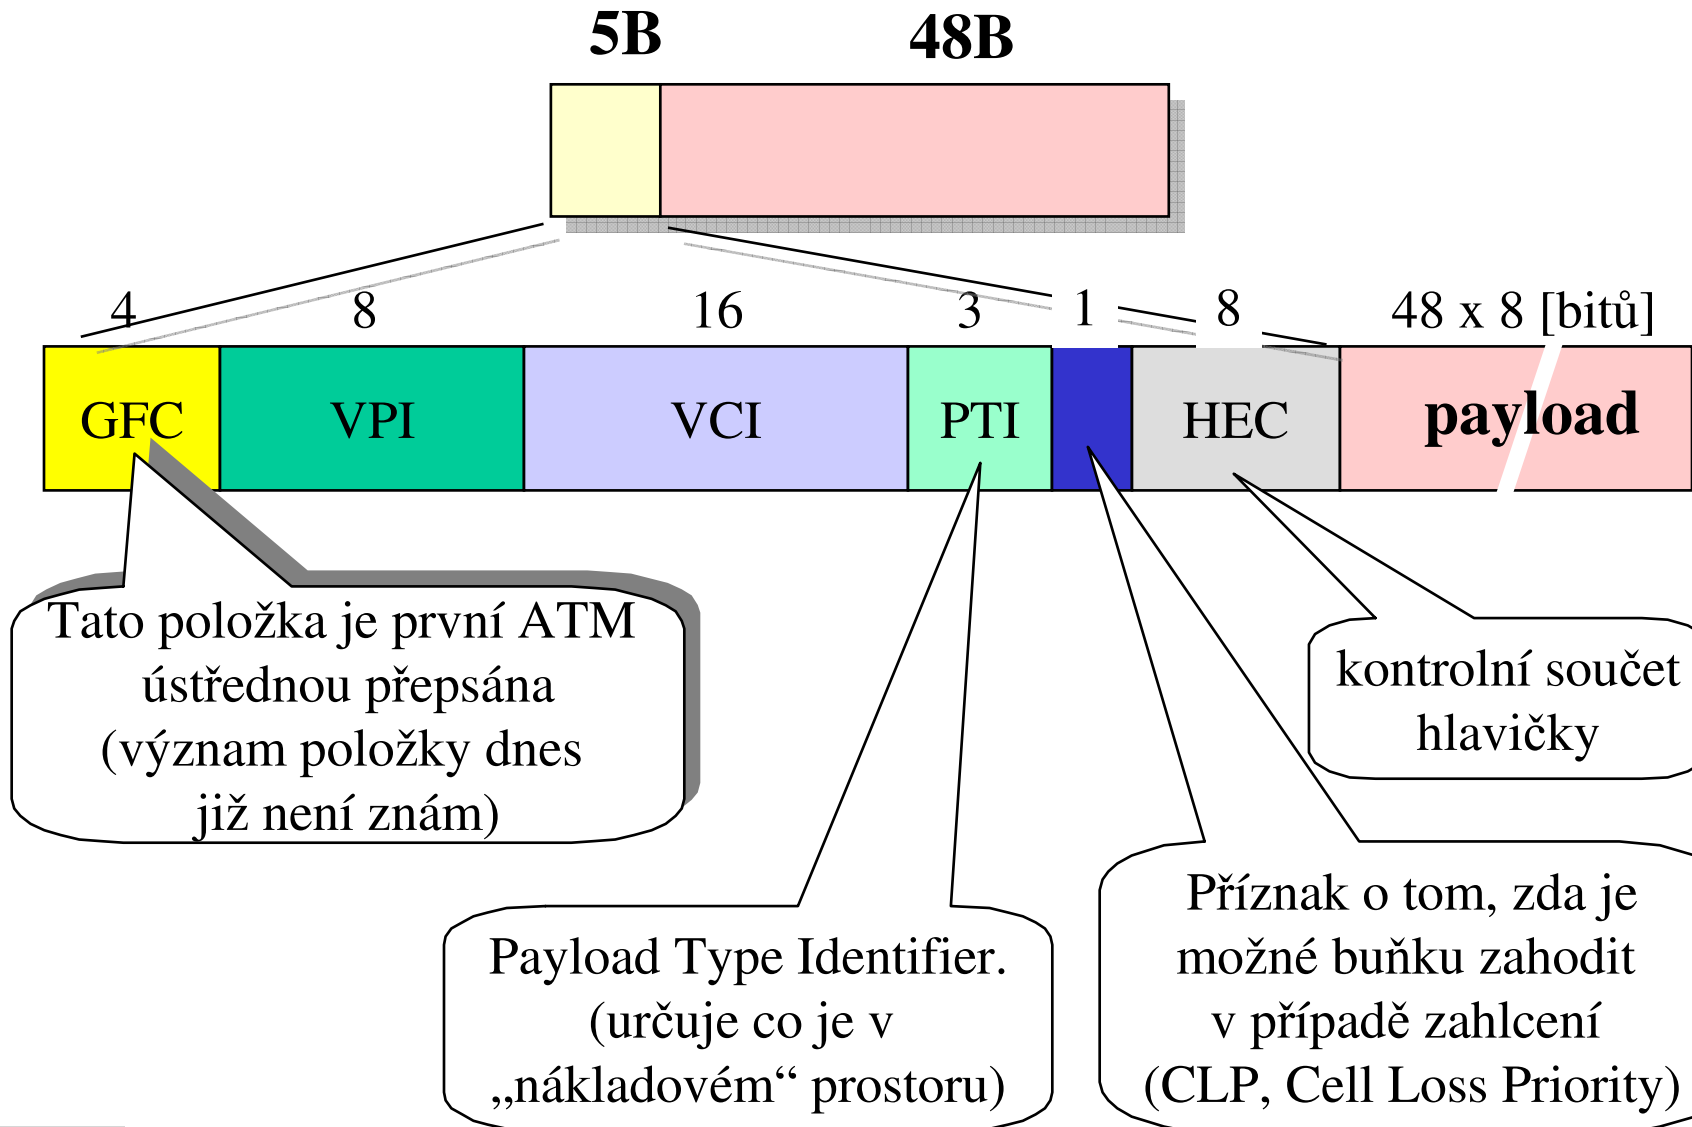 5B 48B
4 8 16 3 1 8 48 x 8 [bitů]
GFC VPI VCI PTI HEC payload
Tato položka je první ATM
ústřednou přepsána
(význam položky dnes
již není znám)
kontrolní součet
hlavičky
Payload Type Identifier.
(určuje co je v
„nákladovém“ prostoru)
Příznak o tom, zda je
možné buňku zahodit
v případě zahlcení
(CLP, Cell Loss Priority)